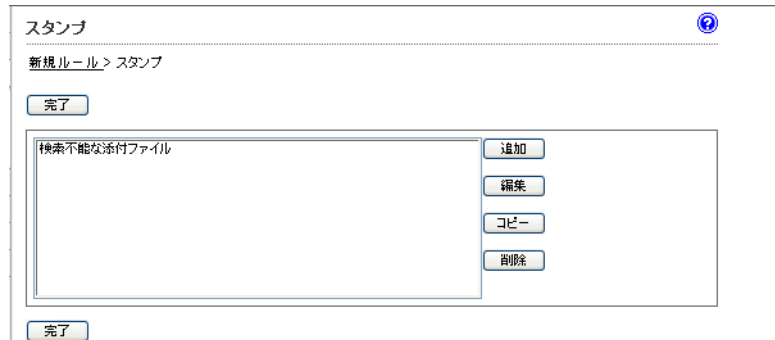 スタンプ
?
新規ルール > スタンプ
完了
検索不能な添付ファイル
追加
編集
コピー
削除
完了